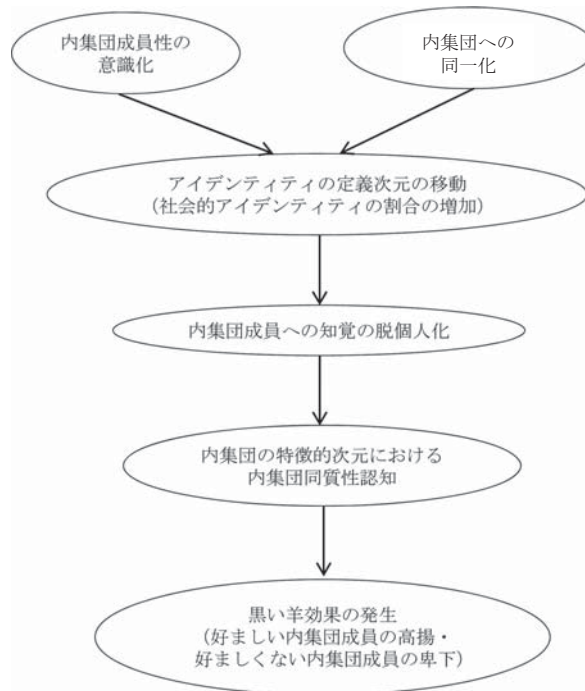 内集団成員性の
意識化
内集団への
同一化
アイデンティティの定義次元の移動
（社会的アイデンティティの割合の増加）
内集団成員への知覚の脱個人化
内集団の特徴的次元における
内集団同質性認知
黒い羊効果の発生
（好ましい内集団成員の高揚・
好ましくない内集団成員の卑下）